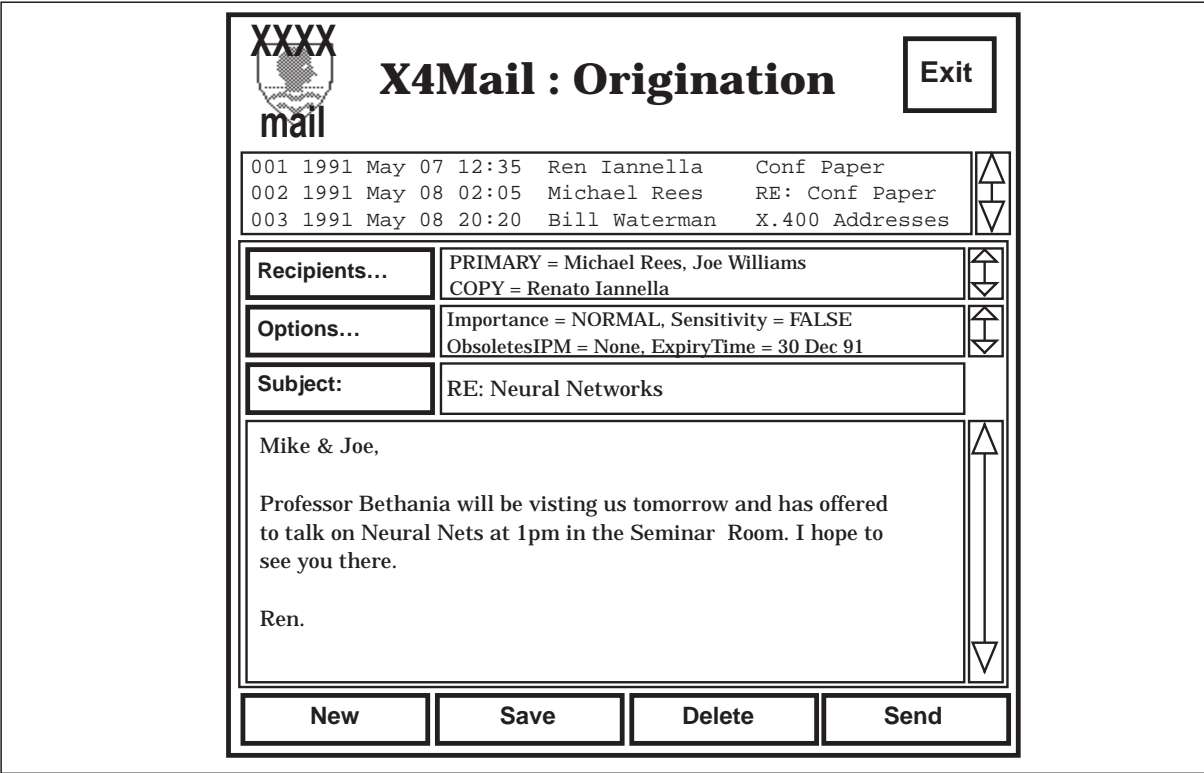 XXXX
mail
X4Mail : Origination
Exit
001 1991 May 07 12:35 Ren Iannella Conf Paper
002 1991 May 08 02:05 Michael Rees RE: Conf Paper
003 1991 May 08 20:20 Bill Waterman X.400 Addresses
Recipients…
PRIMARY = Michael Rees, Joe Williams
COPY = Renato Iannella
Options…
Importance = NORMAL, Sensitivity = FALSE
ObsoletesIPM = None, ExpiryTime = 30 Dec 91
Subject:
RE: Neural Networks
Mike & Joe,
Professor Bethania will be visting us tomorrow and has offered
to talk on Neural Nets at 1pm in the Seminar Room. I hope to
see you there.
Ren.
New
Save
Delete
Send